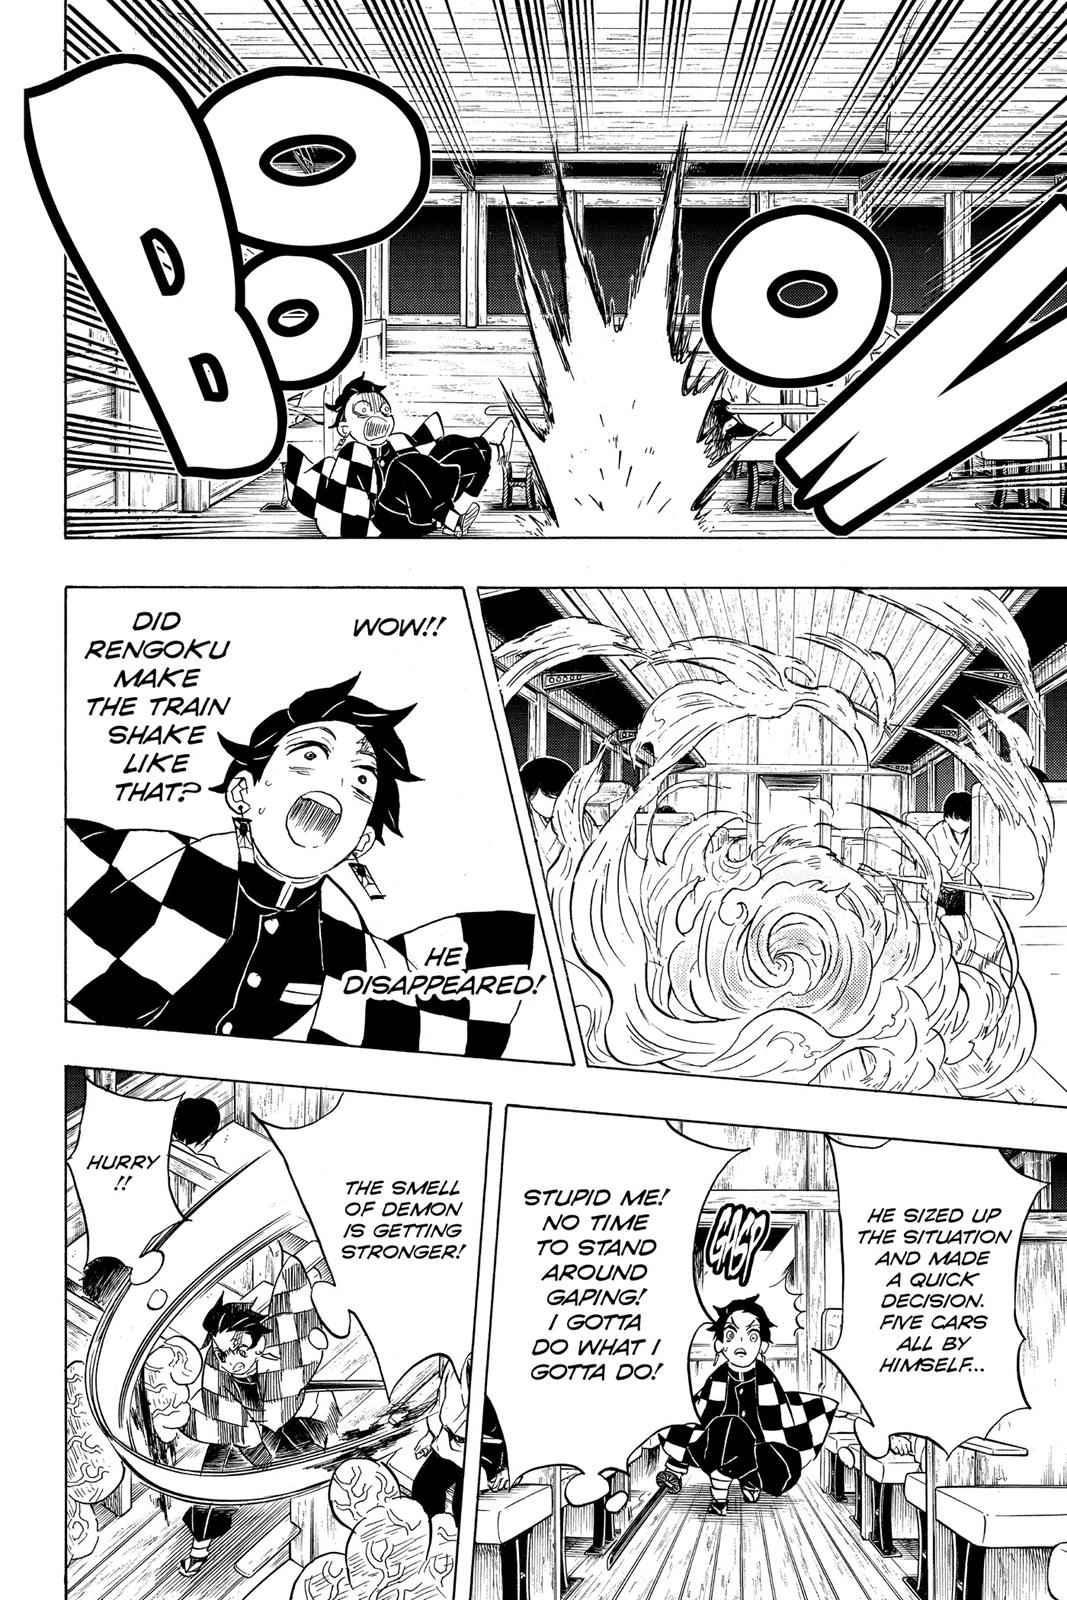 BOOOM
WOW!!
DID
RENGOKU
MAKE
THE TRAIN
SHAKE
LIKE
THAT?
HE
DISAPPEARED!
HE SIZED UP
THE SITUATION
AND MADE
A QUICK
DECISION.
FIVE CARS
ALL BY
HIMSELF...
GASP
STUPID ME!
NO TIME
TO STAND
AROUND
GAPING!
I GOTTA
DO WHAT I
GOTTA DO!
THE SMELL
OF DEMON
IS GETTING
STRONGER!
HURRY
!!